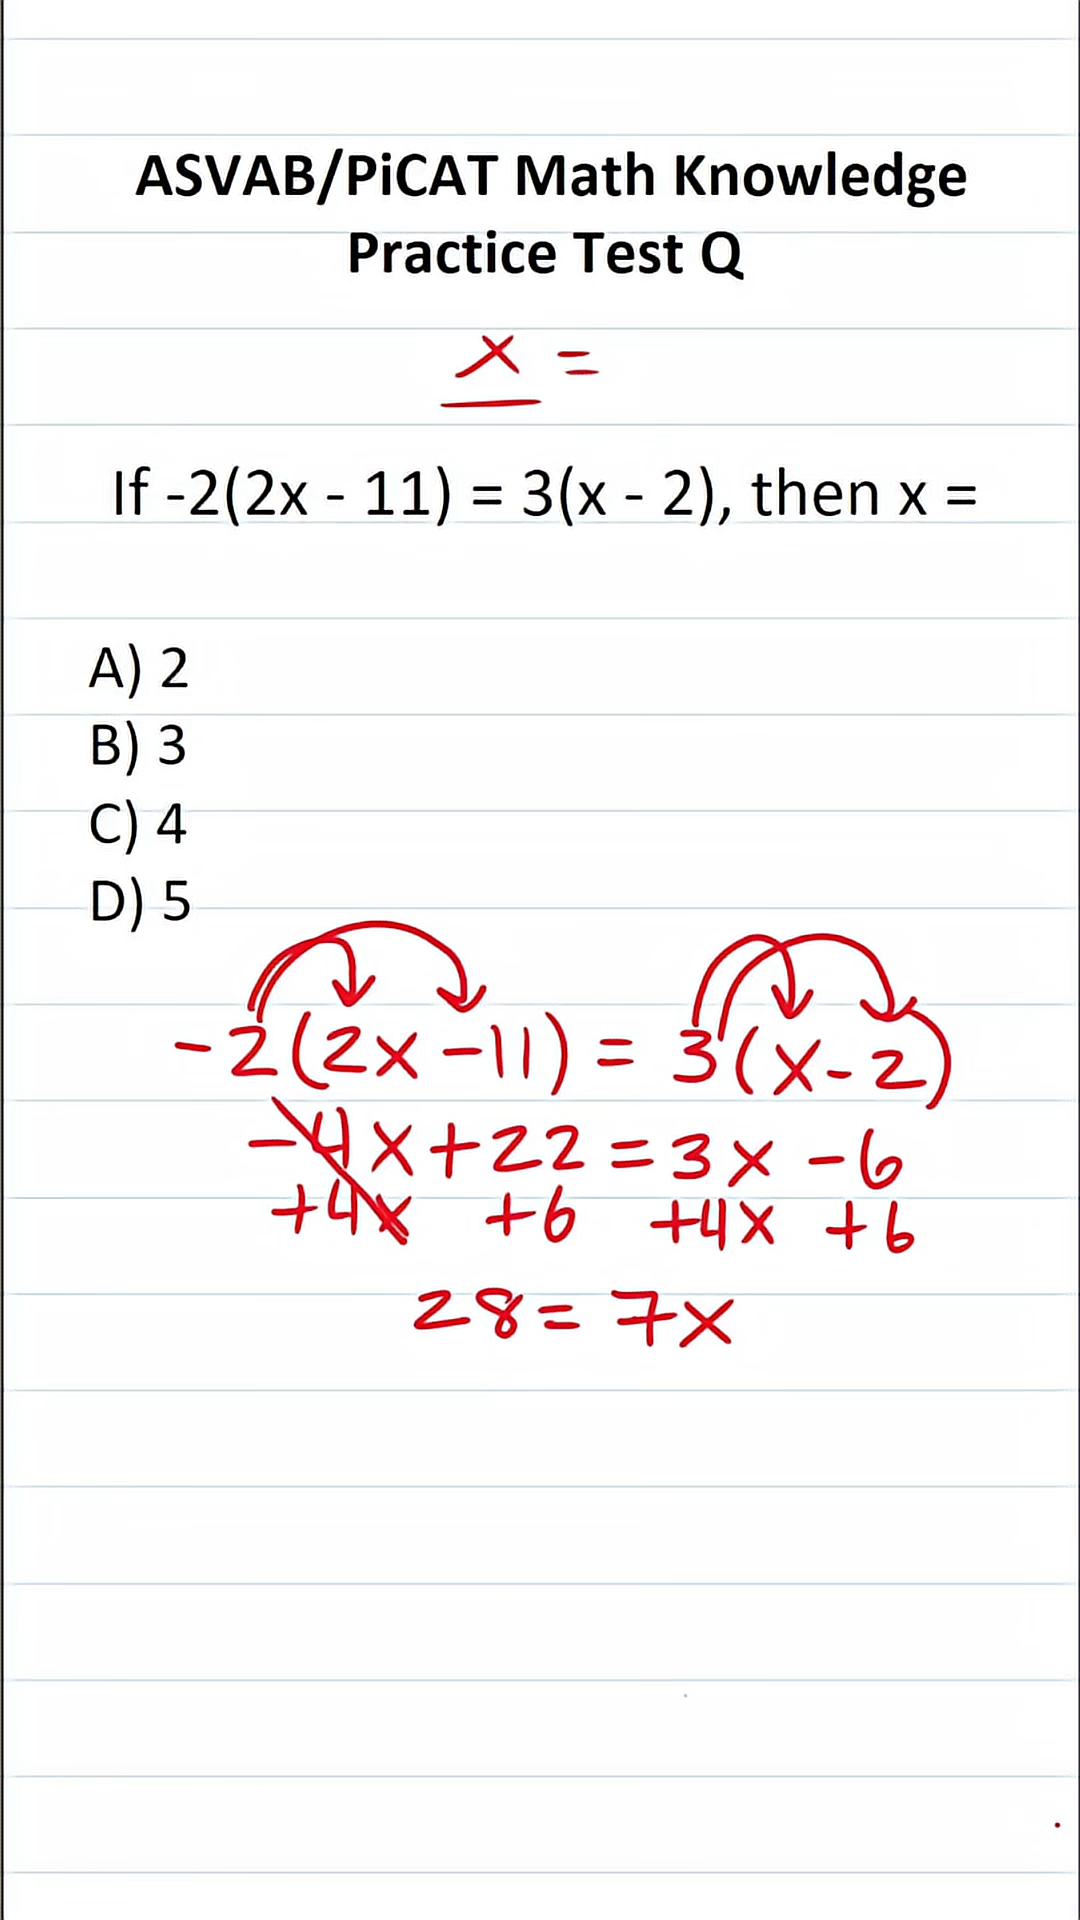 ASVAB/PiCAT Math Knowledge
Practice Test Q
x =
If -2(2x - 11) = 3(x - 2), then x =
A) 2
B) 3
C) 4
D) 5
-2(2x-11) = 3(x-2)
-4x+22=3x-6
+4x +6 +4x +6
28=7x